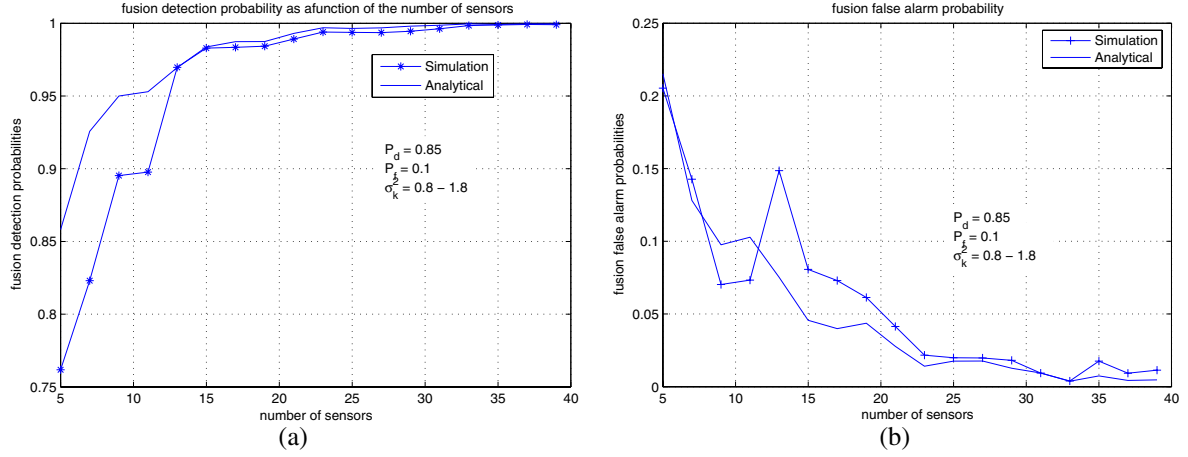 fusion detection probability as afunction of the number of sensors
1
0.95
0.9
0.85
0.8
0.75
fusion detection probabilities
Simulation
Analytical
P_d = 0.85
P_f = 0.1
σ_k^2 = 0.8 − 1.8
5 10 15 20 25 30 35 40
number of sensors
(a)
fusion false alarm probability
0.25
0.2
0.15
0.1
0.05
0
fusion false alarm probabilities
Simulation
Analytical
P_d = 0.85
P_f = 0.1
σ_k^2 = 0.8 − 1.8
5 10 15 20 25 30 35 40
number of sensors
(b)